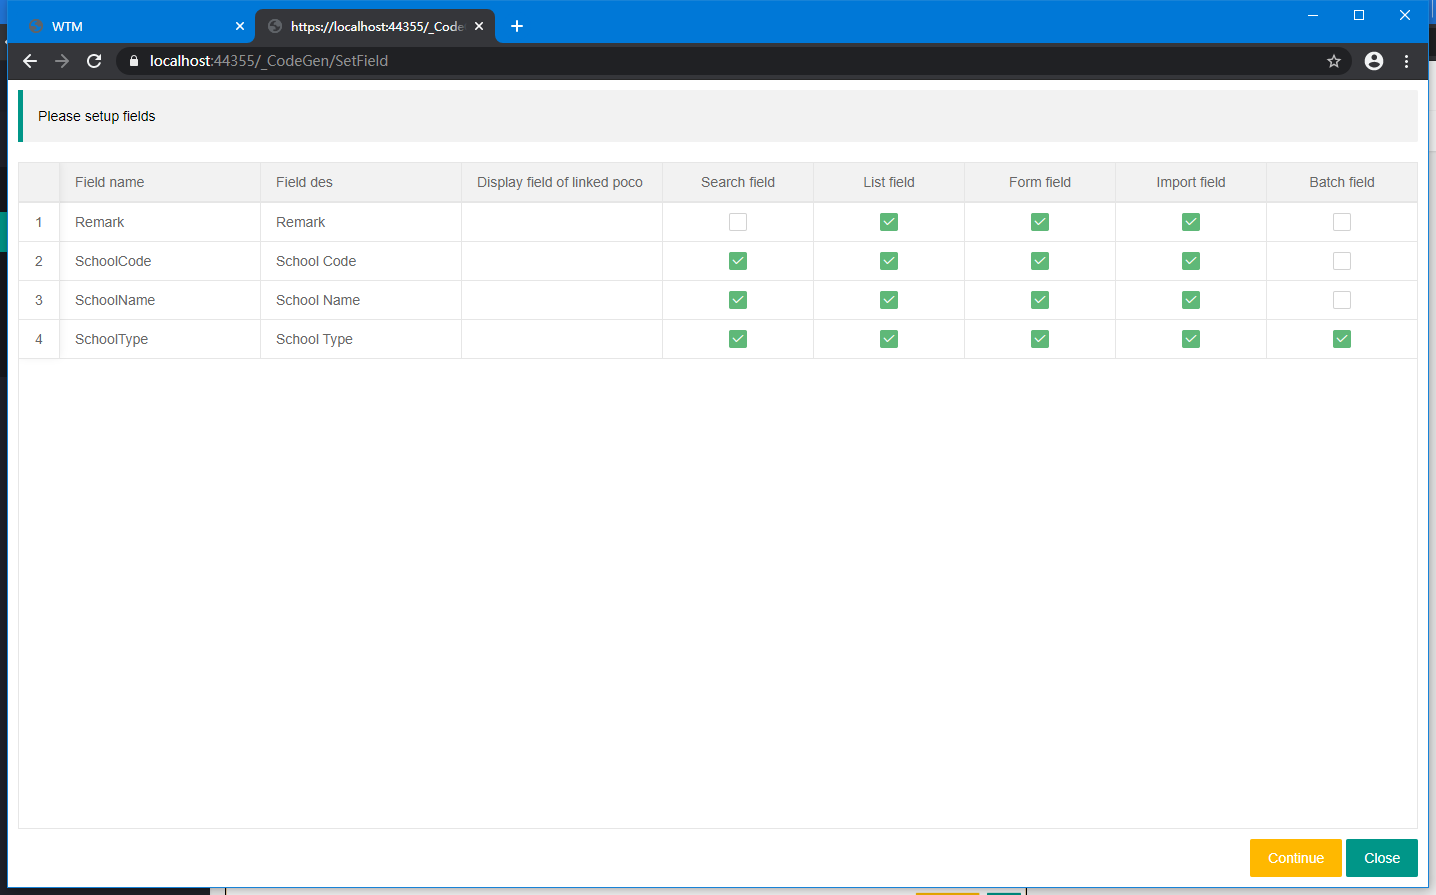 WTM
https://localhost:44355/_Code
localhost:44355/_CodeGen/SetField
Please setup fields
Field name Field des Display field of linked poco Search field List field Form field Import field Batch field
1 Remark Remark
2 SchoolCode School Code
3 SchoolName School Name
4 SchoolType School Type
Continue Close